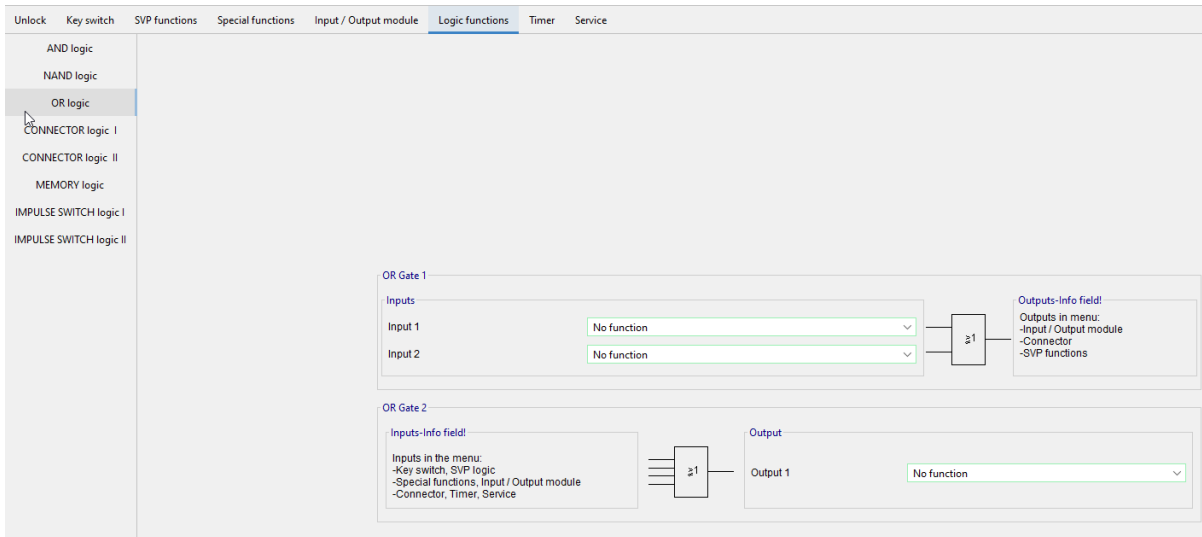 Unlock Key switch SVP functions Special functions Input / Output module Logic functions Timer Service
AND logic
NAND logic
OR logic
CONNECTOR logic I
CONNECTOR logic II
MEMORY logic
IMPULSE SWITCH logic I
IMPULSE SWITCH logic II
OR Gate 1
Inputs
Input 1 No function
Input 2 No function
≥1
Outputs-Info field!
Outputs in menu:
-Input / Output module
-Connector
-SVP functions
OR Gate 2
Inputs-Info field!
Inputs in the menu:
-Key switch, SVP logic
-Special functions, Input / Output module
-Connector, Timer, Service
≥1
Output
Output 1 No function